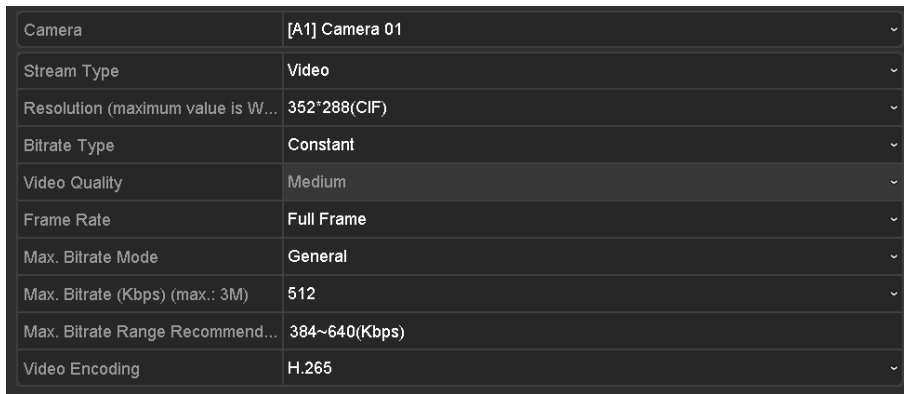 Camera [A1] Camera 01
Stream Type Video
Resolution (maximum value is W... 352*288(CIF)
Bitrate Type Constant
Video Quality Medium
Frame Rate Full Frame
Max. Bitrate Mode General
Max. Bitrate (Kbps) (max.: 3M) 512
Max. Bitrate Range Recommend... 384~640(Kbps)
Video Encoding H.265